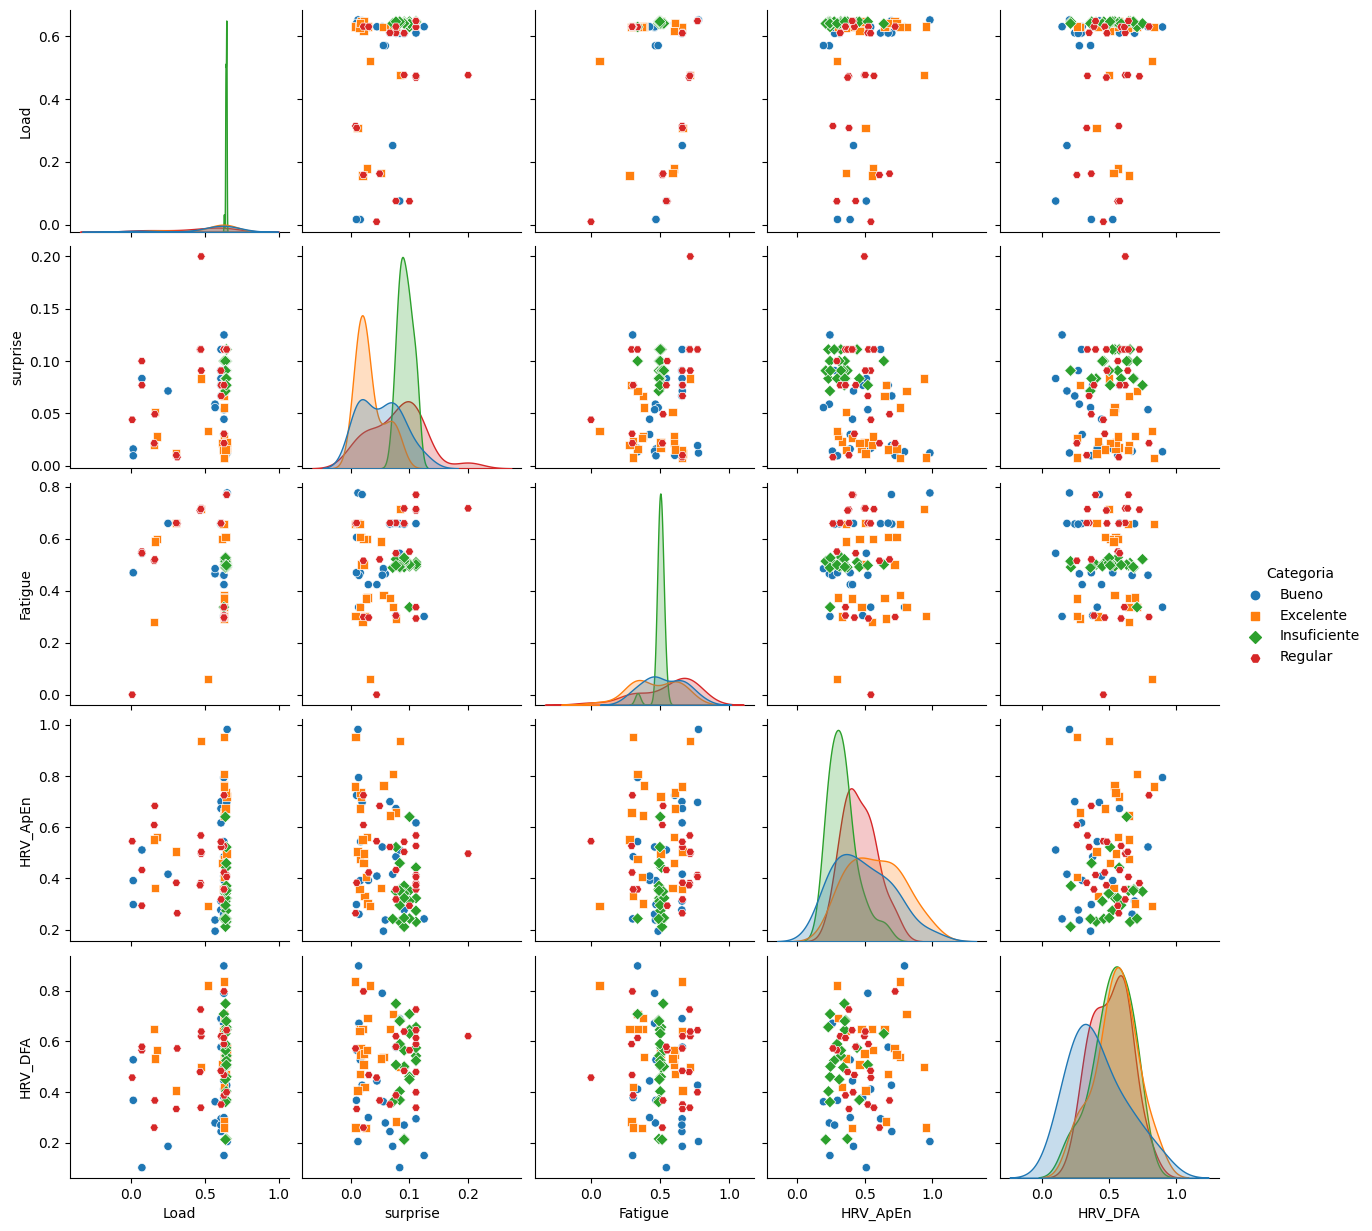 0.6
0.4
0.2
0.0
Load
0.20
0.15
0.10
0.05
0.00
surprise
0.8
0.6
0.4
0.2
0.0
Fatigue
Categoria
Bueno
Excelente
Insuficiente
Regular
1.0
0.8
0.6
0.4
0.2
HRV_ApEn
0.8
0.6
0.4
0.2
HRV_DFA
0.0 0.5 1.0 0.0 0.1 0.2 0.0 0.5 1.0 0.0 0.5 1.0 0.0 0.5 1.0
Load surprise Fatigue HRV_ApEn HRV_DFA